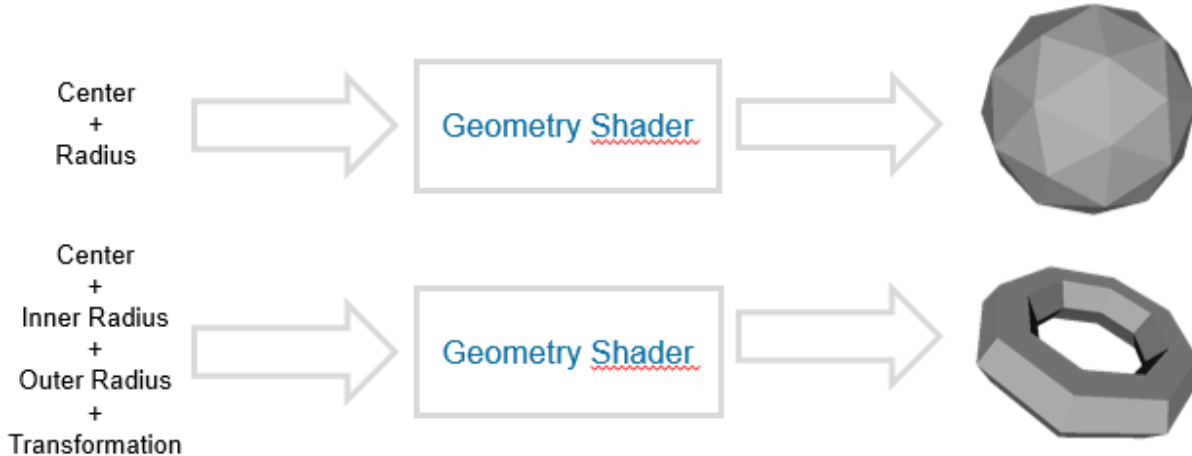 Center
+
Radius
Geometry Shader
Center
+
Inner Radius
+
Outer Radius
+
Transformation
Geometry Shader